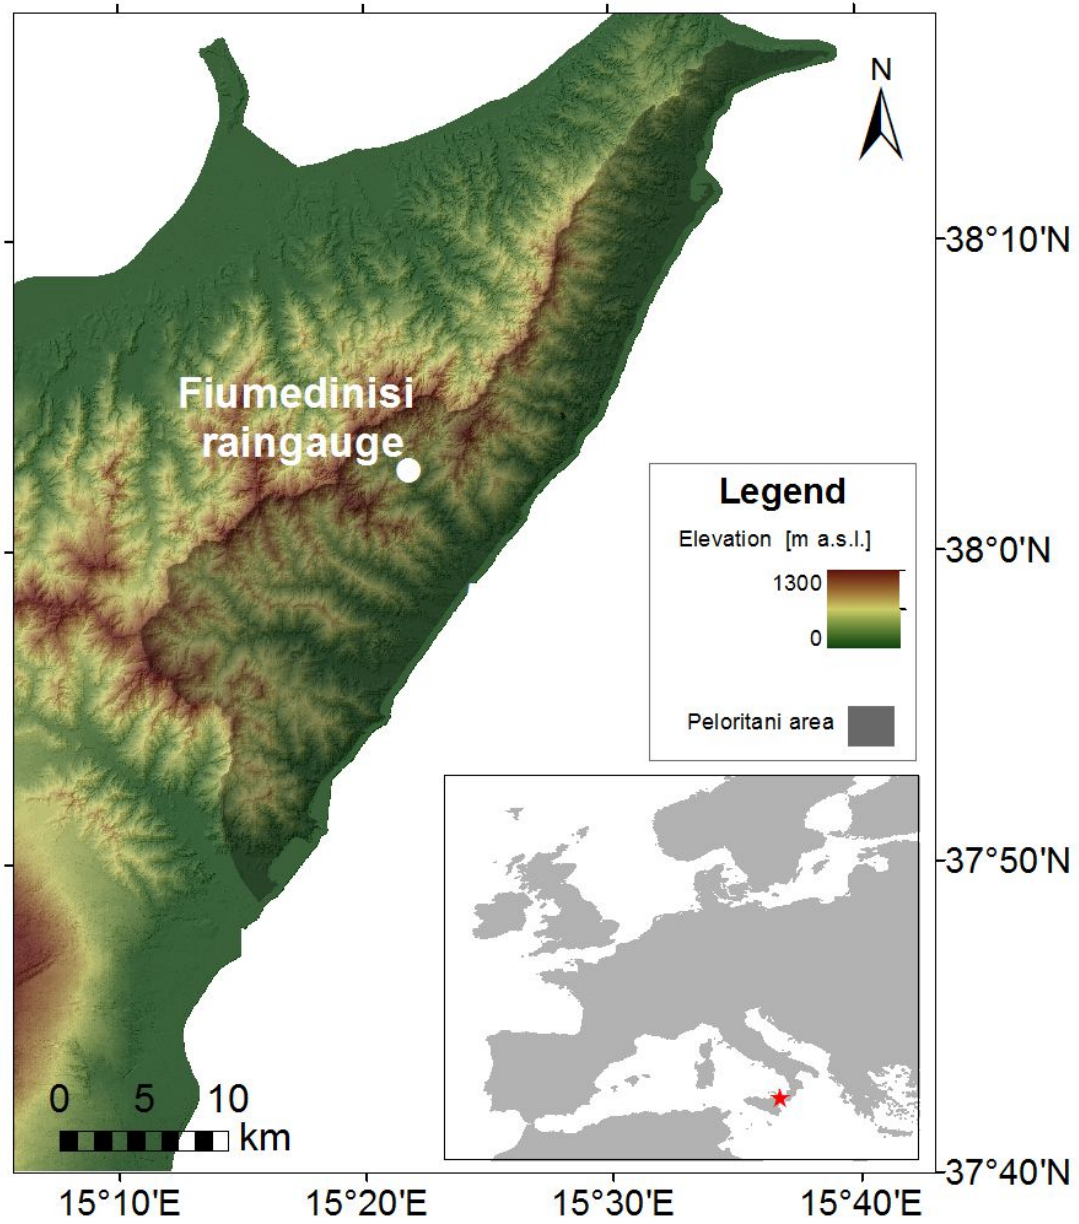 N
38°10'N
Fiumedinisi
raingauge
Legend
Elevation [m a.s.l.]
1300
0
Peloritani area
38°0'N
37°50'N
0 5 10
km
37°40'N
15°10'E 15°20'E 15°30'E 15°40'E